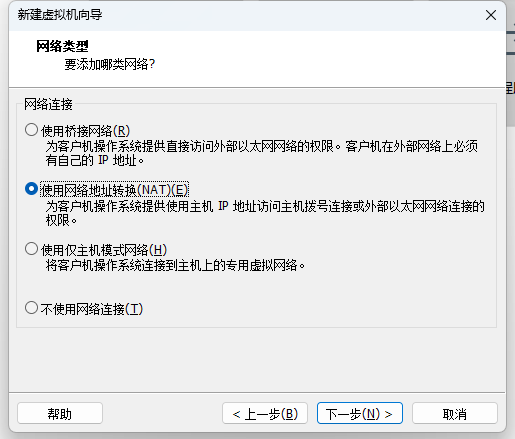 新建虚拟机向导
网络类型
要添加哪类网络?
网络连接
使用桥接网络(R)
为客户机操作系统提供直接访问外部以太网网络的权限。客户机在外部网络上必须
有自己的 IP 地址。
使用网络地址转换(NAT)(E)
为客户机操作系统提供使用主机 IP 地址访问主机拨号连接或外部以太网网络连接的
权限。
使用仅主机模式网络(H)
将客户机操作系统连接到主机上的专用虚拟网络。
不使用网络连接(T)
帮助
< 上一步(B)
下一步(N) >
取消